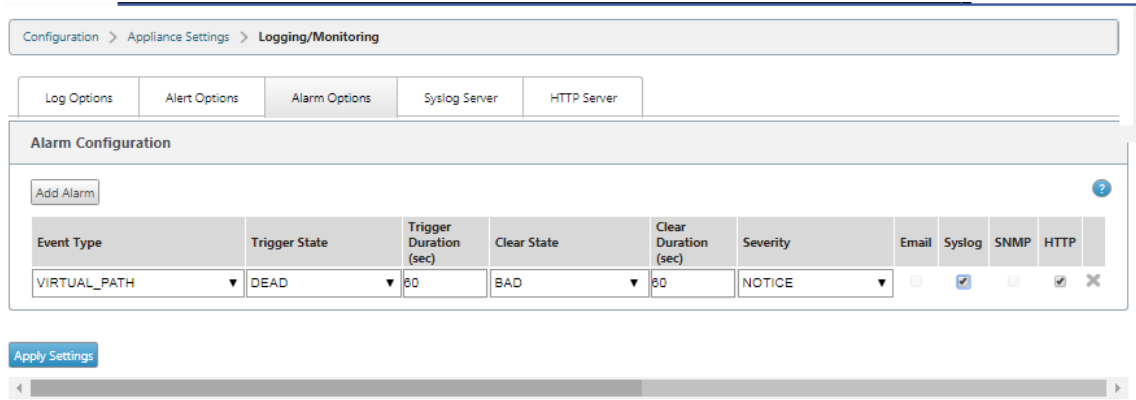 Configuration > Appliance Settings > Logging/Monitoring
Log Options Alert Options Alarm Options Syslog Server HTTP Server
Alarm Configuration
Add Alarm ?
Event Type Trigger State Trigger Duration (sec) Clear State Clear Duration (sec) Severity Email Syslog SNMP HTTP
VIRTUAL_PATH DEAD 60 BAD 60 NOTICE
Apply Settings